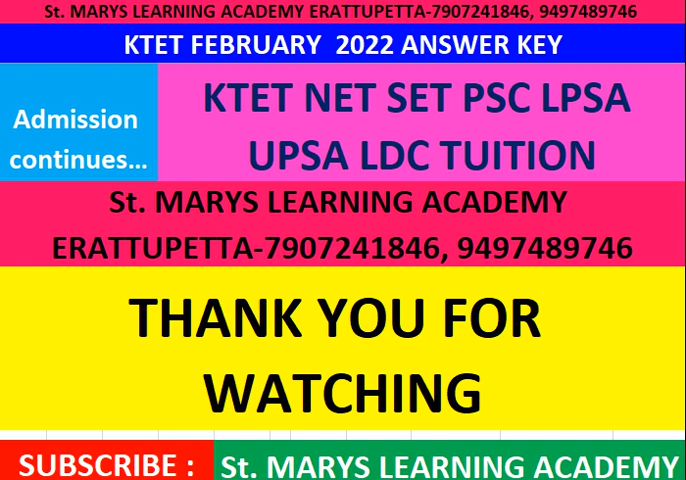 St. MARYS LEARNING ACADEMY ERATTUPETTA-7907241846, 9497489746
KTET FEBRUARY  2022 ANSWER KEY
Admission
continues...
KTET NET SET PSC LPSA
UPSA LDC TUITION
St. MARYS LEARNING ACADEMY
ERATTUPETTA-7907241846, 9497489746
THANK YOU FOR
WATCHING
SUBSCRIBE : St. MARYS LEARNING ACADEMY